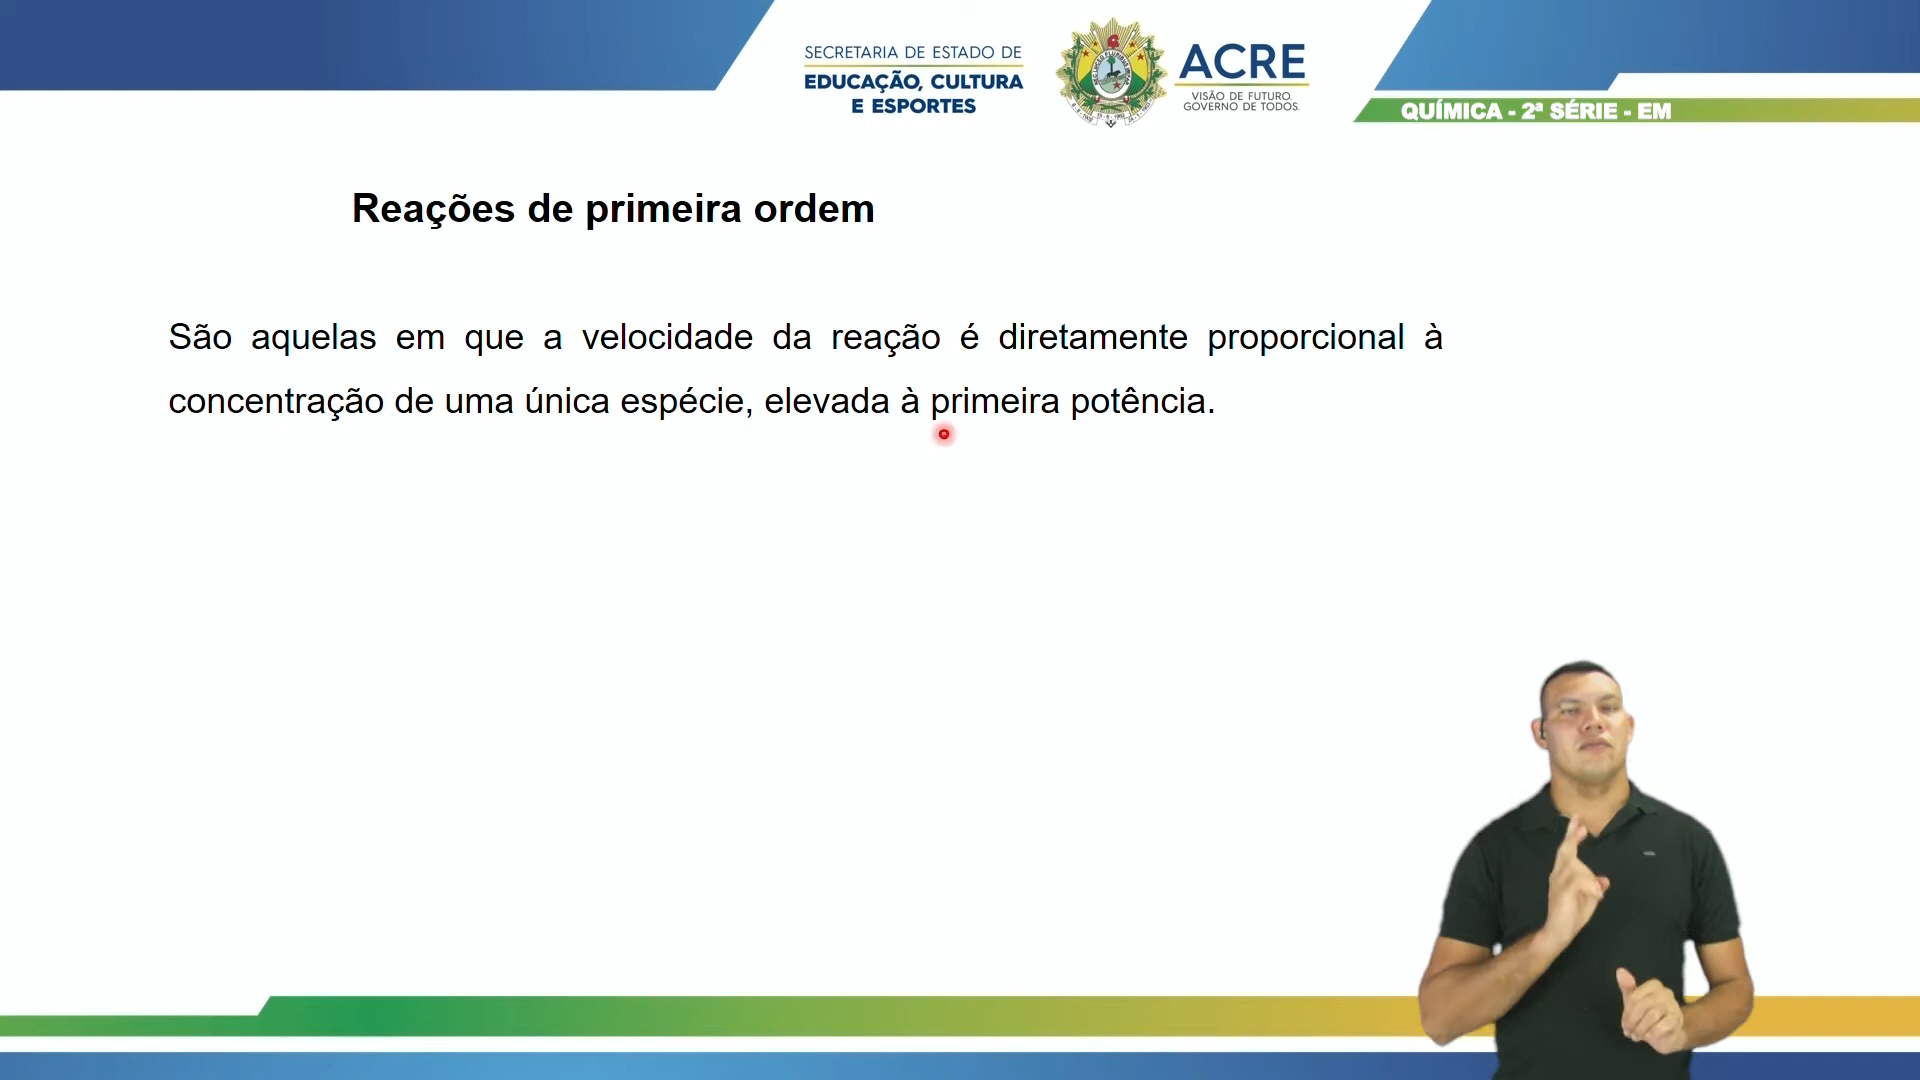 SECRETARIA DE ESTADO DE
EDUCAÇÃO, CULTURA
E ESPORTES
ACRE
VISÃO DE FUTURO.
GOVERNO DE TODOS.
QUÍMICA - 2ª SÉRIE - EM
Reações de primeira ordem
São aquelas em que a velocidade da reação é diretamente proporcional à
concentração de uma única espécie, elevada à primeira potência.